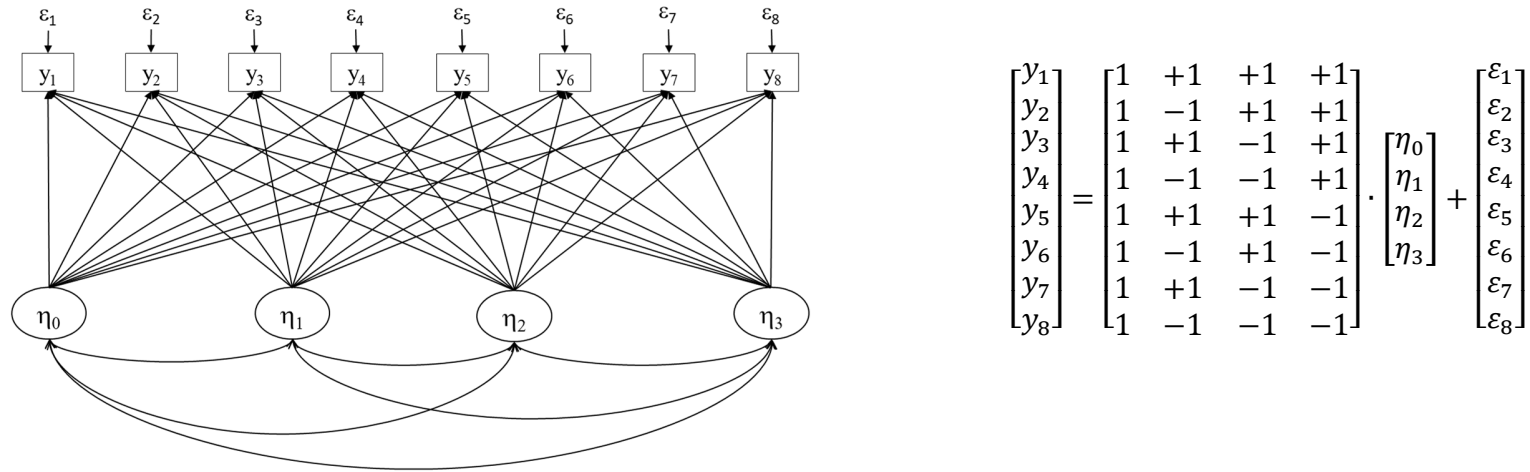 ε₁ ε₂ ε₃ ε₄ ε₅ ε₆ ε₇ ε₈
y₁ y₂ y₃ y₄ y₅ y₆ y₇ y₈
η₀ η₁ η₂ η₃
[y₁] [1 +1 +1 +1] [ε₁]
[y₂] [1 −1 +1 +1] [ε₂]
[y₃] [1 +1 −1 +1] [η₀] [ε₃]
[y₄] [1 −1 −1 +1] [η₁] [ε₄]
[y₅] = [1 +1 +1 −1] · [η₂] + [ε₅]
[y₆] [1 −1 +1 −1] [η₃] [ε₆]
[y₇] [1 +1 −1 −1] [ε₇]
[y₈] [1 −1 −1 −1] [ε₈]